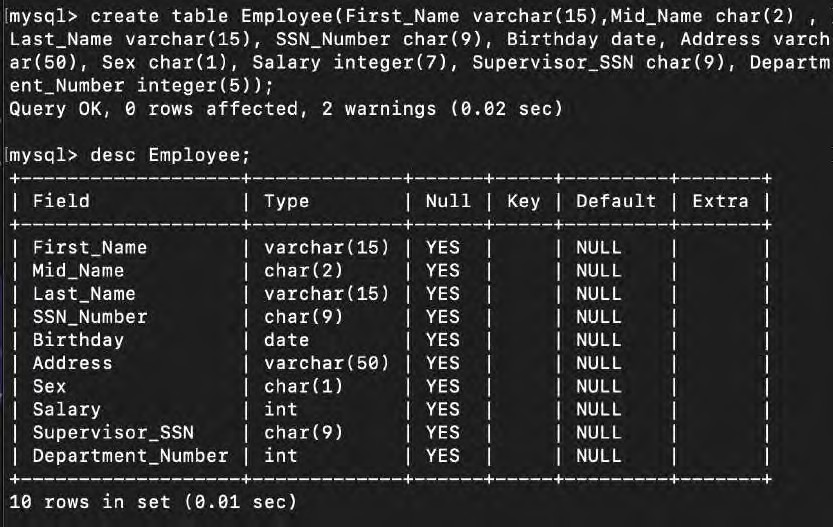 [mysql> create table Employee(First_Name varchar(15),Mid_Name char(2) ,
Last_Name varchar(15), SSN_Number char(9), Birthday date, Address varch
ar(50), Sex char(1), Salary integer(7), Supervisor_SSN char(9), Departm
ent_Number integer(5));
Query OK, 0 rows affected, 2 warnings (0.02 sec)

[mysql> desc Employee;
+-------------------+-------------+------+-----+---------+-------+
| Field             | Type        | Null | Key | Default | Extra |
+-------------------+-------------+------+-----+---------+-------+
| First_Name        | varchar(15) | YES  |     | NULL    |       |
| Mid_Name          | char(2)     | YES  |     | NULL    |       |
| Last_Name         | varchar(15) | YES  |     | NULL    |       |
| SSN_Number        | char(9)     | YES  |     | NULL    |       |
| Birthday          | date        | YES  |     | NULL    |       |
| Address           | varchar(50) | YES  |     | NULL    |       |
| Sex               | char(1)     | YES  |     | NULL    |       |
| Salary            | int         | YES  |     | NULL    |       |
| Supervisor_SSN    | char(9)     | YES  |     | NULL    |       |
| Department_Number | int         | YES  |     | NULL    |       |
+-------------------+-------------+------+-----+---------+-------+
10 rows in set (0.01 sec)